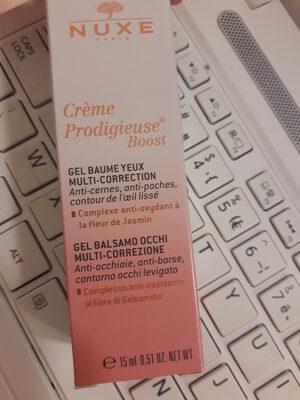 NUXE
PARIS
Crème
Prodigieuse®
Boost
GEL BAUME YEUX
MULTI-CORRECTION
Anti-cernes, anti-poches,
contour de l'œil lissé
Complexe anti-oxydant à
la fleur de Jasmin
GEL BALSAMO OCCHI
MULTI-CORREZIONE
Anti-occhiaie, anti-borse,
contorno occhi levigato
Complesso anti-ossidante
al fiore di Gelsomino
e 15 ml 0.51 OZ. NET WT.
CAPS
LOCK